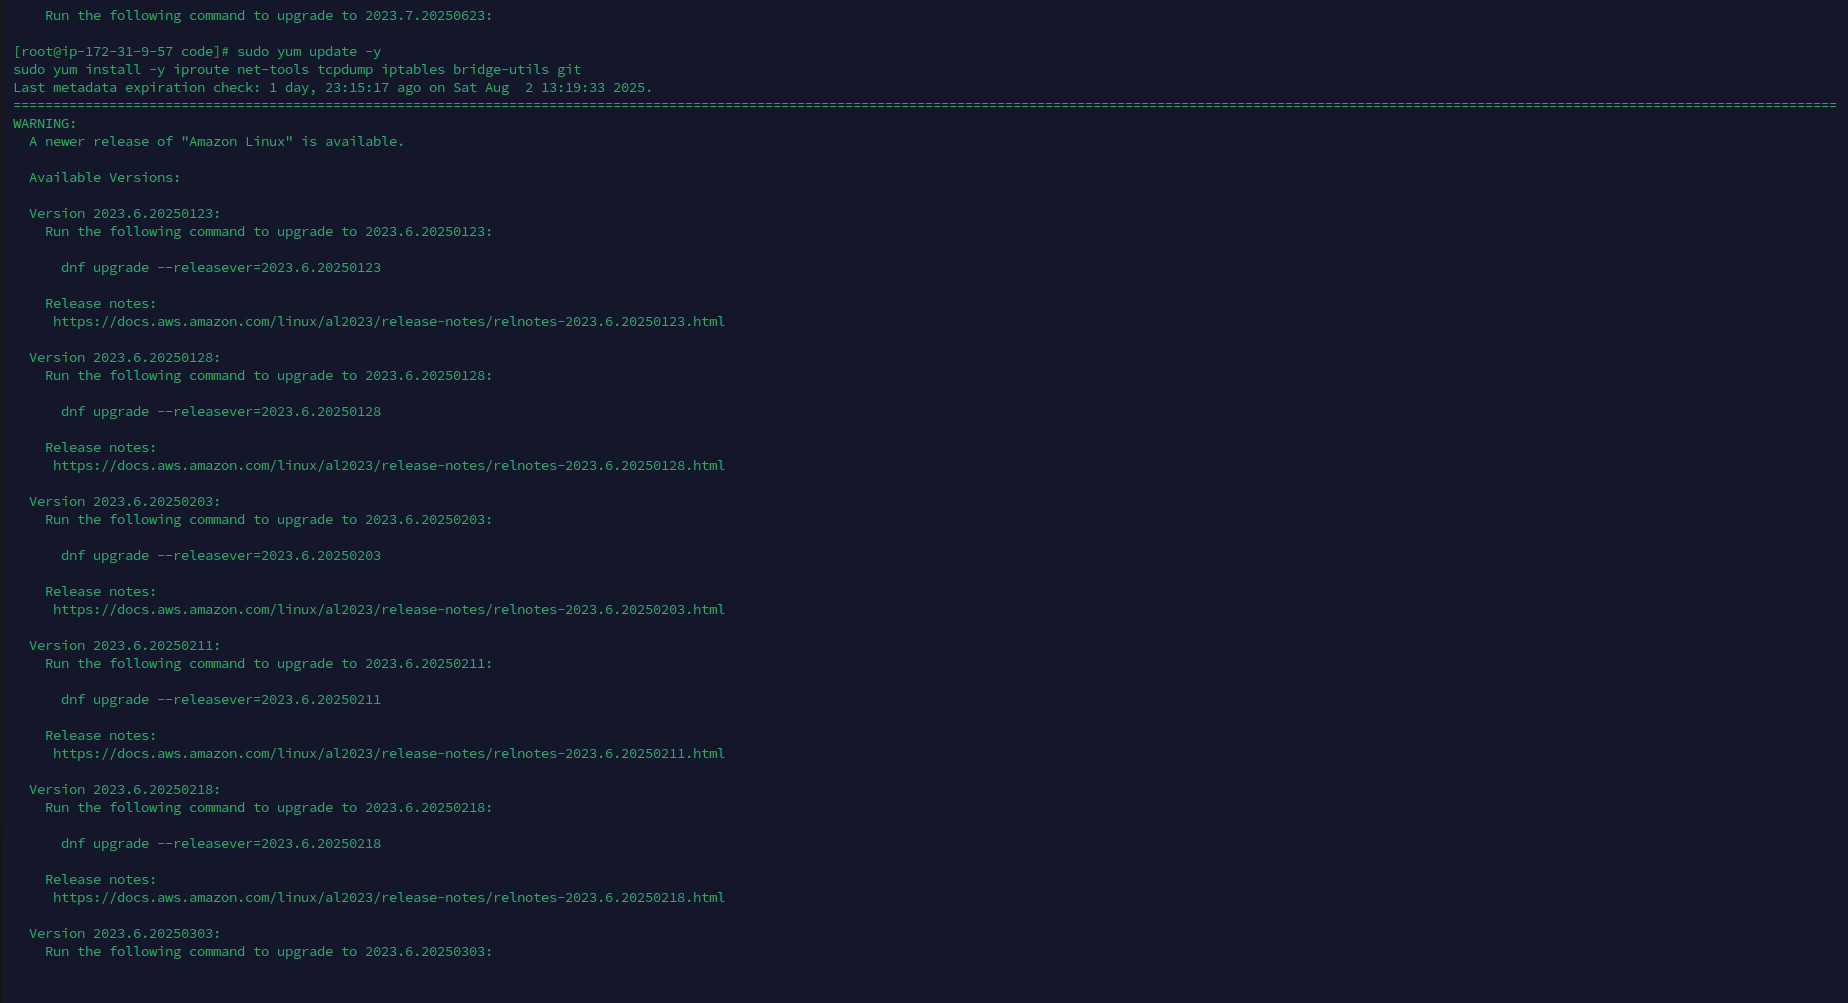 Run the following command to upgrade to 2023.7.20250623:
[root@ip-172-31-9-57 code]# sudo yum update -y
sudo yum install -y iproute net-tools tcpdump iptables bridge-utils git
Last metadata expiration check: 1 day, 23:15:17 ago on Sat Aug  2 13:19:33 2025.
====================================================================================================================================================================================================================================
WARNING:
A newer release of "Amazon Linux" is available.
Available Versions:
Version 2023.6.20250123:
Run the following command to upgrade to 2023.6.20250123:
dnf upgrade --releasever=2023.6.20250123
Release notes:
https://docs.aws.amazon.com/linux/al2023/release-notes/relnotes-2023.6.20250123.html
Version 2023.6.20250128:
Run the following command to upgrade to 2023.6.20250128:
dnf upgrade --releasever=2023.6.20250128
Release notes:
https://docs.aws.amazon.com/linux/al2023/release-notes/relnotes-2023.6.20250128.html
Version 2023.6.20250203:
Run the following command to upgrade to 2023.6.20250203:
dnf upgrade --releasever=2023.6.20250203
Release notes:
https://docs.aws.amazon.com/linux/al2023/release-notes/relnotes-2023.6.20250203.html
Version 2023.6.20250211:
Run the following command to upgrade to 2023.6.20250211:
dnf upgrade --releasever=2023.6.20250211
Release notes:
https://docs.aws.amazon.com/linux/al2023/release-notes/relnotes-2023.6.20250211.html
Version 2023.6.20250218:
Run the following command to upgrade to 2023.6.20250218:
dnf upgrade --releasever=2023.6.20250218
Release notes:
https://docs.aws.amazon.com/linux/al2023/release-notes/relnotes-2023.6.20250218.html
Version 2023.6.20250303:
Run the following command to upgrade to 2023.6.20250303: